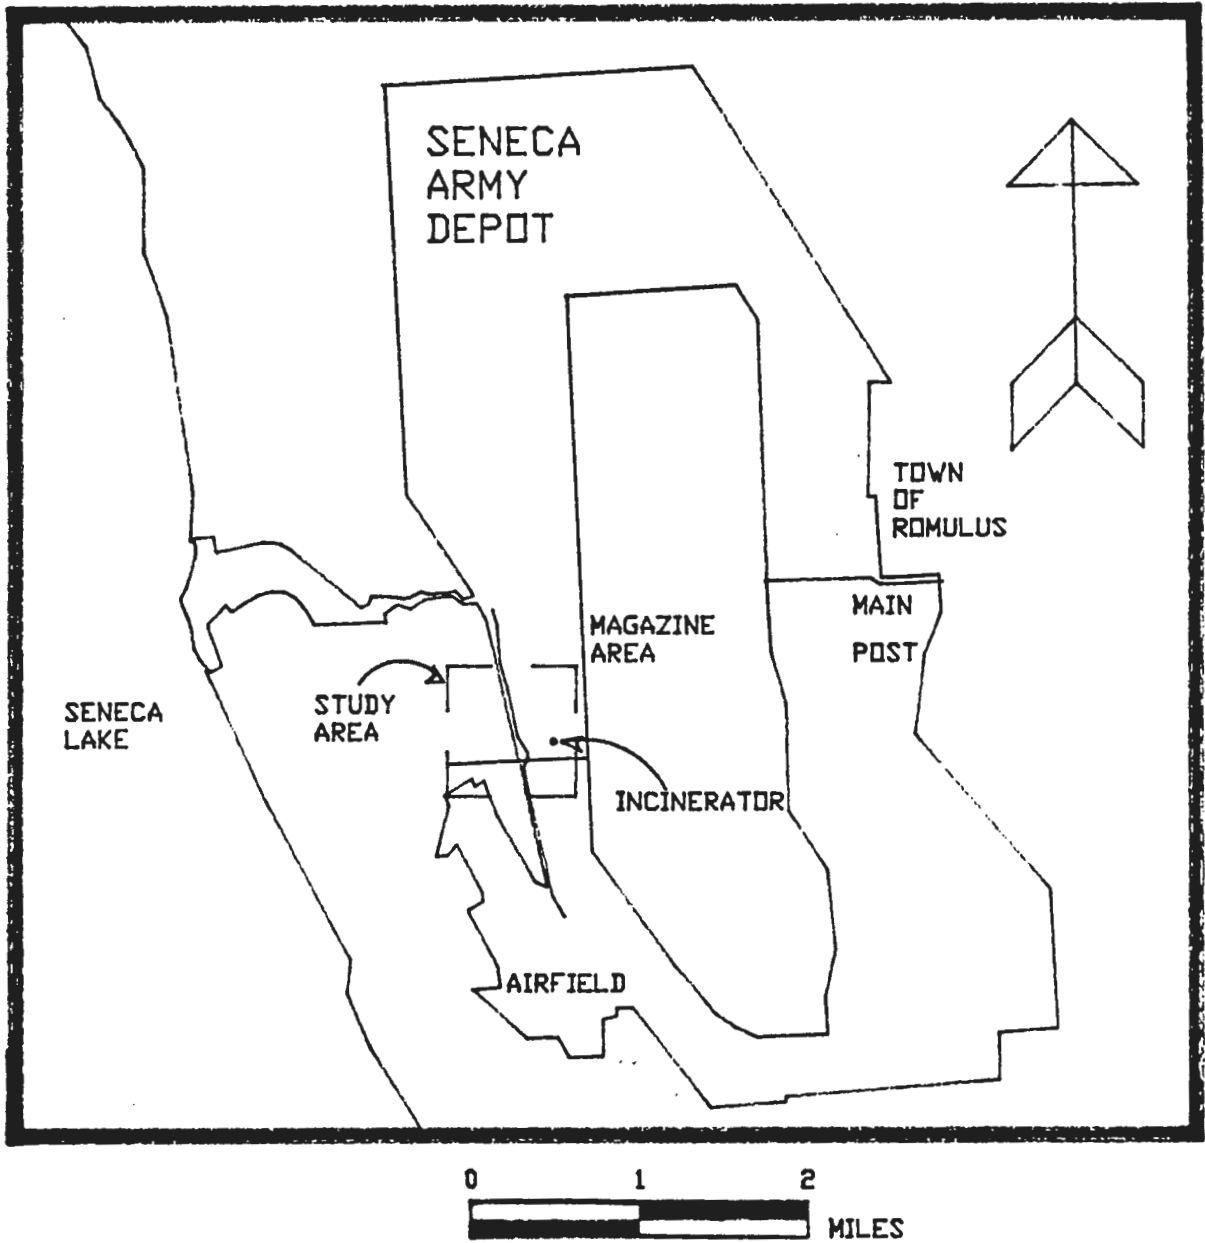 SENECA
ARMY
DEPOT
TOWN
OF
ROMULUS
MAIN
POST
MAGAZINE
AREA
STUDY
AREA
SENECA
LAKE
INCINERATOR
AIRFIELD
0 1 2
MILES